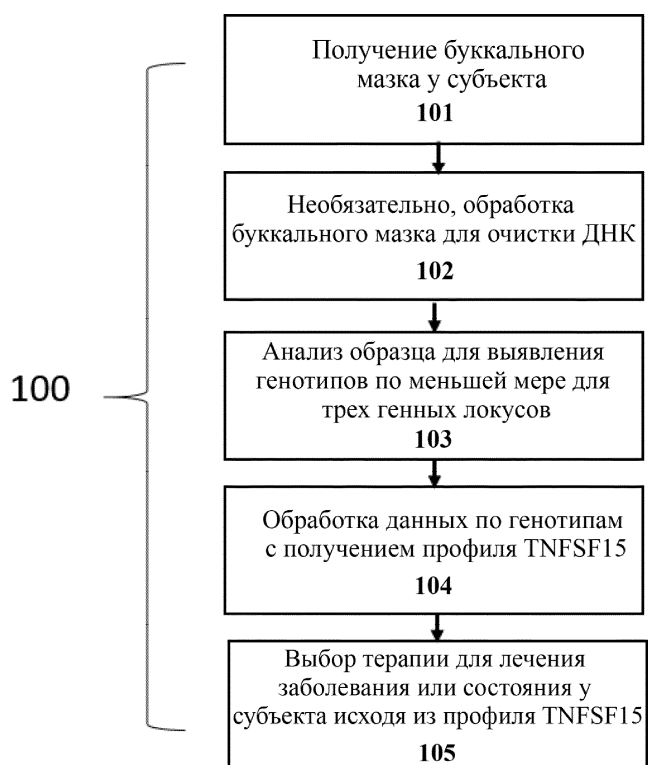 Получение буккального
мазка у субъекта
101
Необязательно, обработка
буккального мазка для очистки ДНК
102
100
Анализ образца для выявления
генотипов по меньшей мере для
трех генных локусов
103
Обработка данных по генотипам
с получением профиля TNFSF15
104
Выбор терапии для лечения
заболевания или состояния у
субъекта исходя из профиля TNFSF15
105